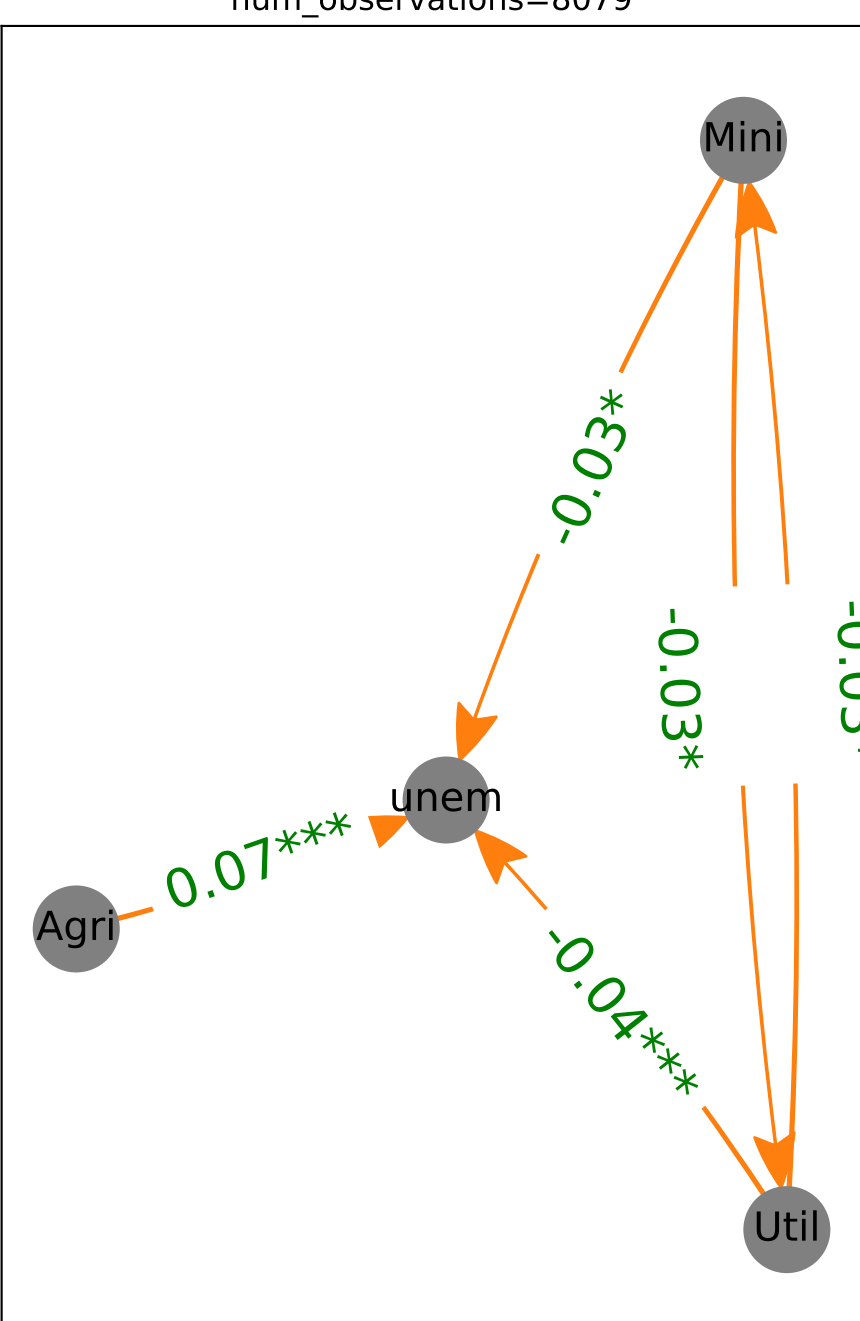 num_observations=8079
Mini
-0.03*
-0.03*
unem
0.07***
Agri
-0.04***
Util